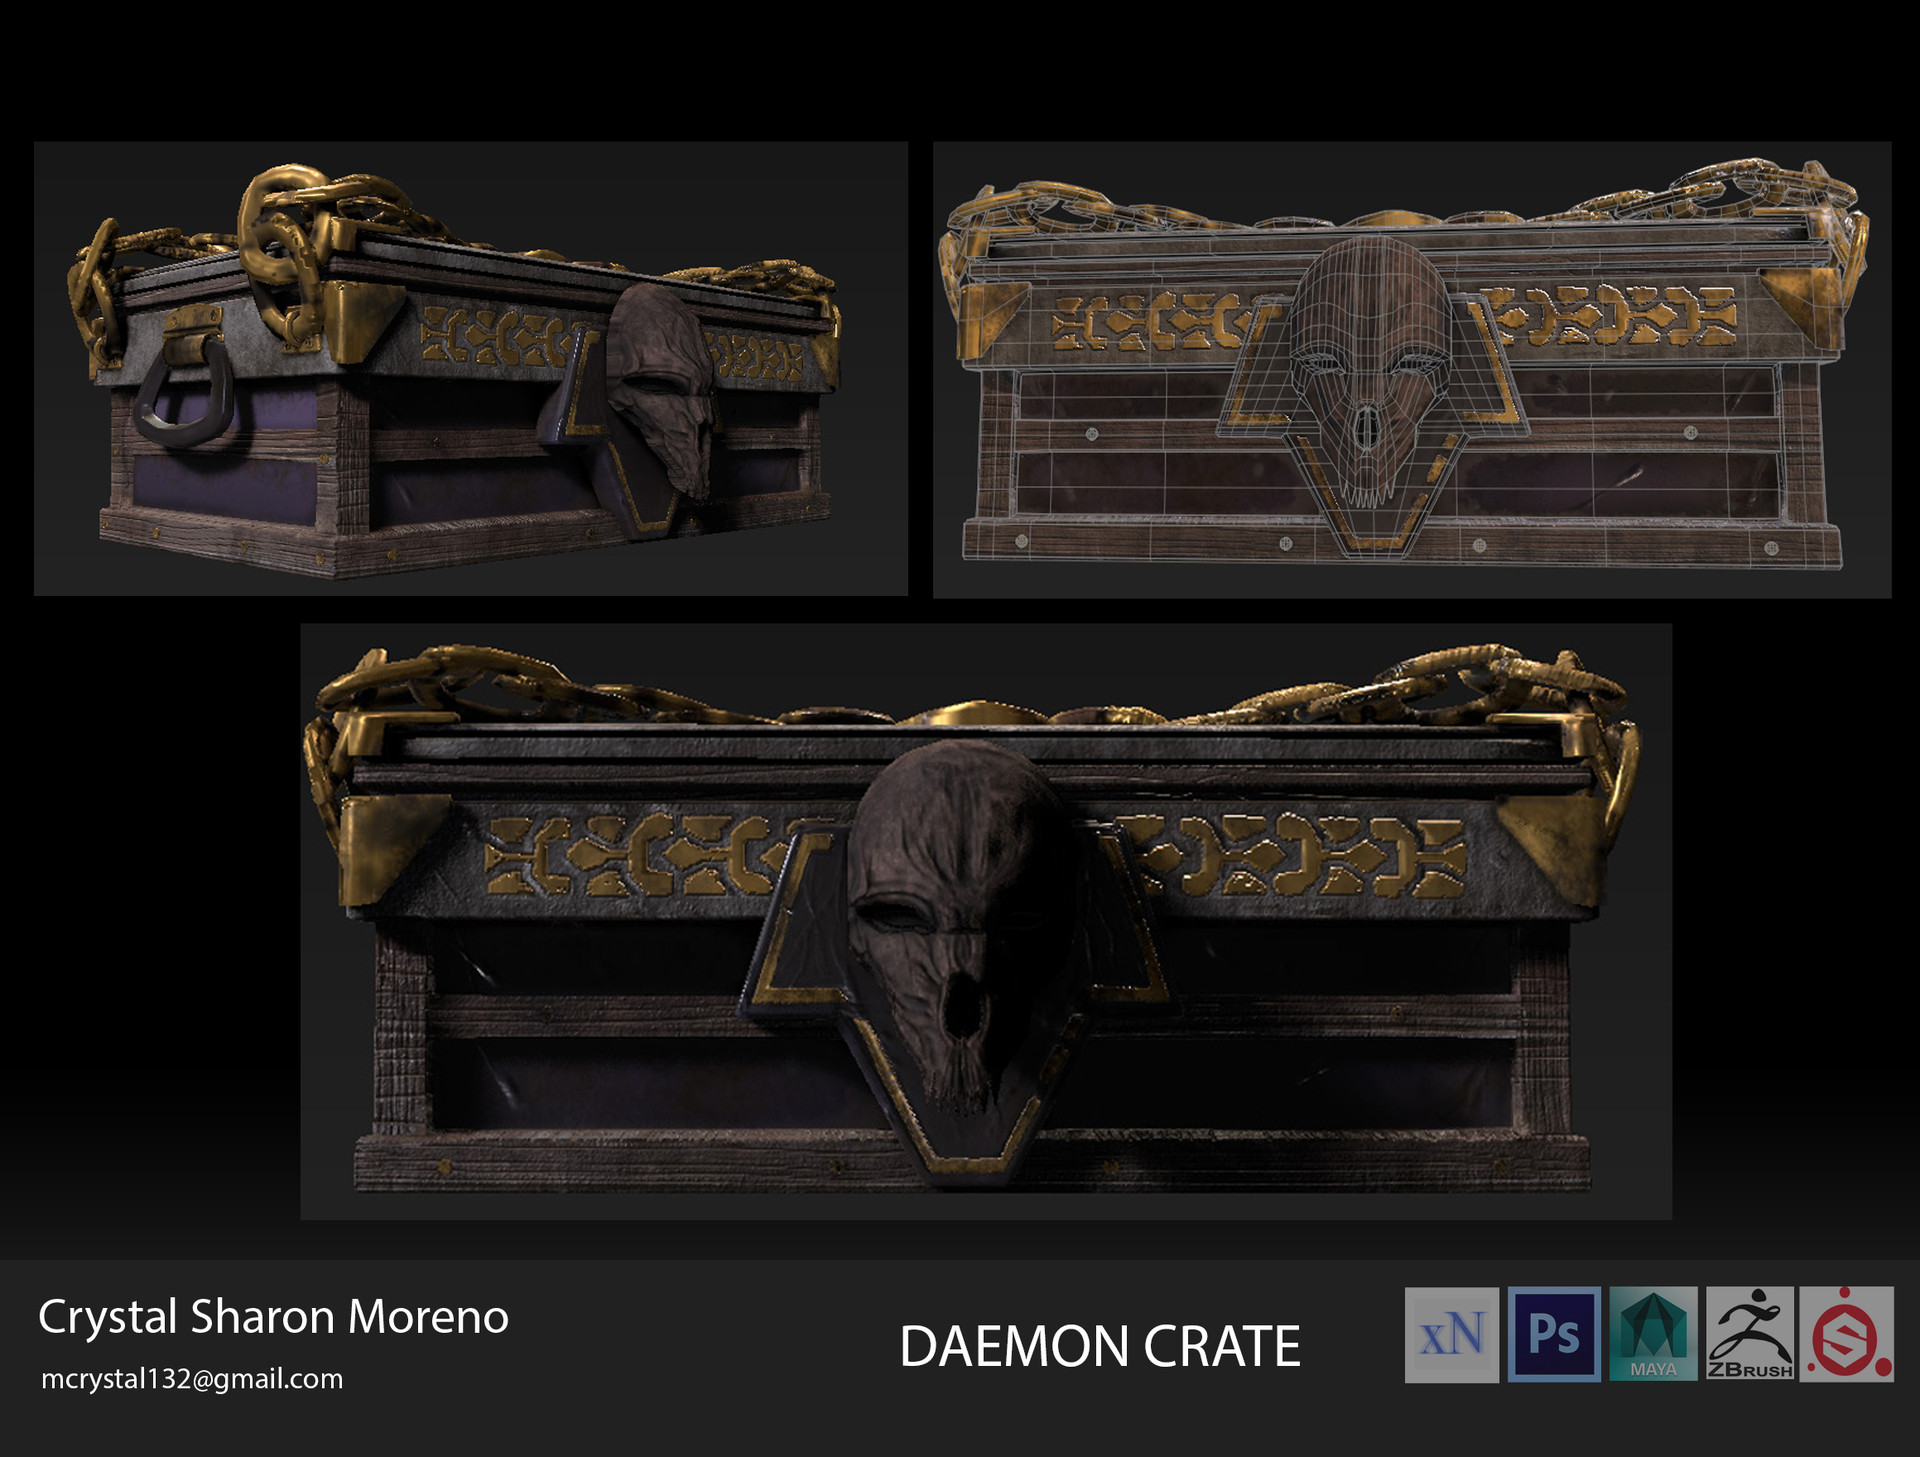 Crystal Sharon Moreno
mcrystal132@gmail.com
DAEMON CRATE
xN
Ps
MAYA
ZBRUSH
S